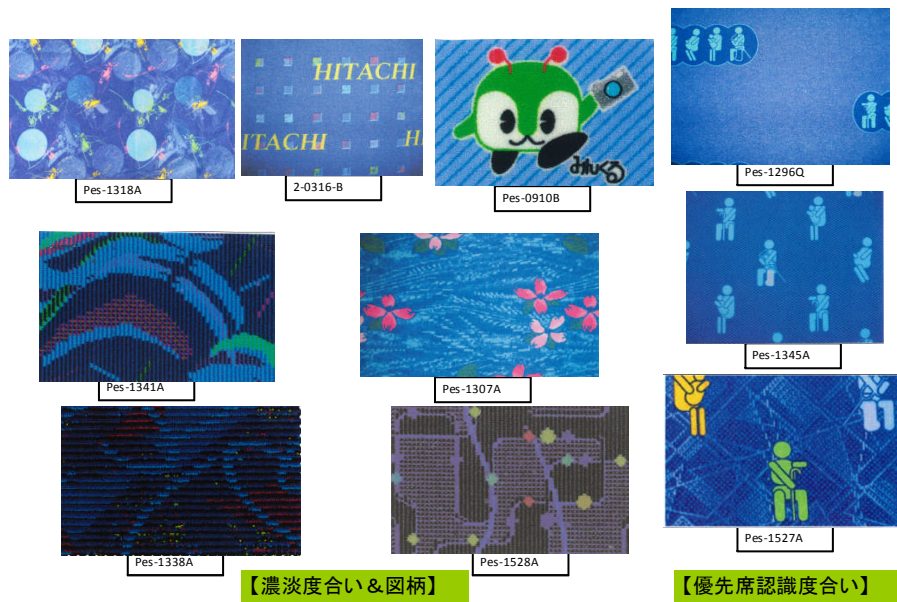 HITACHI
HITACHI
H
みんくる
Pes-1318A
2-0316-B
Pes-0910B
Pes-1296Q
Pes-1341A
Pes-1307A
Pes-1345A
Pes-1338A
Pes-1528A
Pes-1527A
【濃淡度合い＆図柄】
【優先席認識度合い】